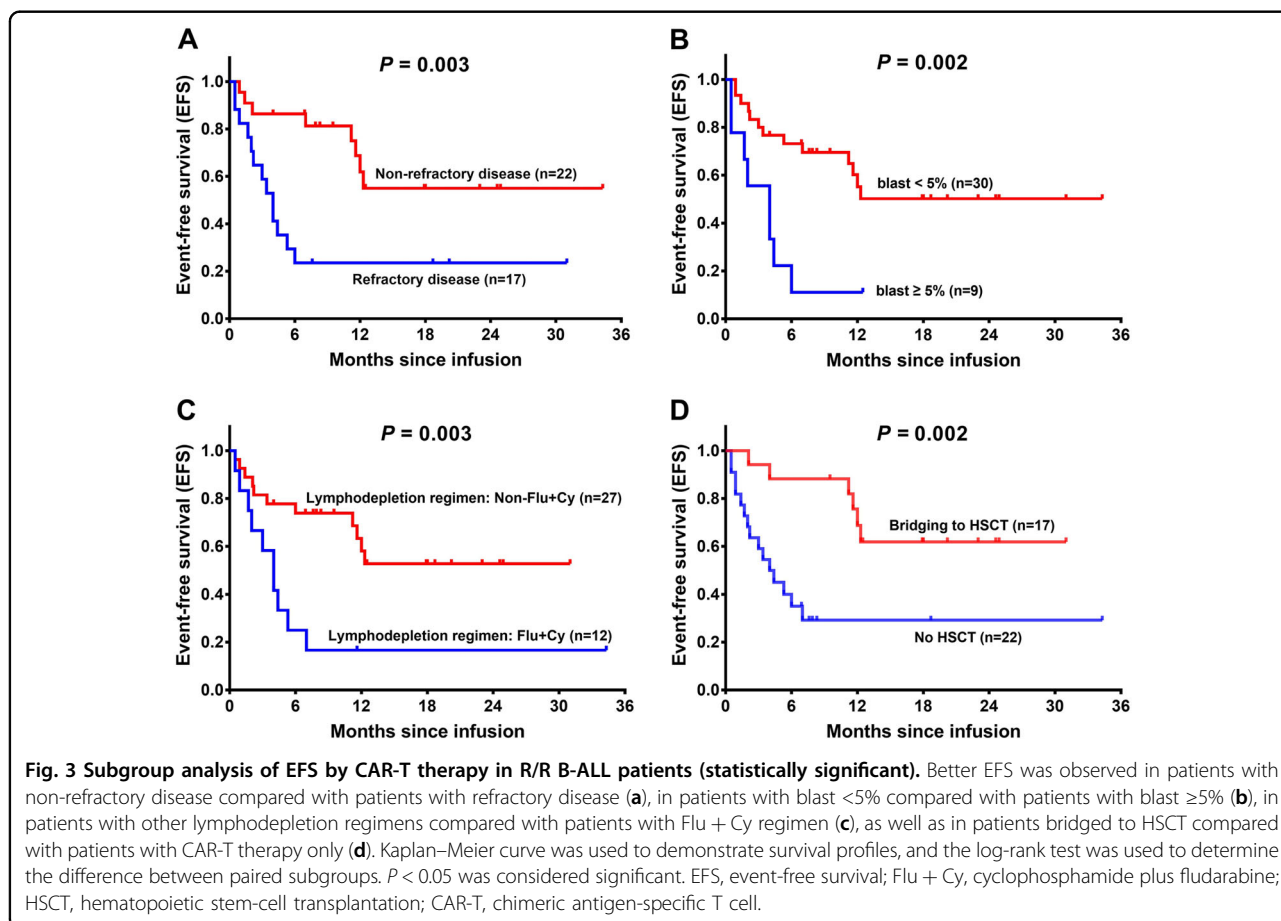 A
P = 0.003
Event-free survival (EFS)
1.0
0.8
0.6
0.4
0.2
0.0
Non-refractory disease (n=22)
Refractory disease (n=17)
0 6 12 18 24 30 36
Months since infusion
B
P = 0.002
Event-free survival (EFS)
1.0
0.8
0.6
0.4
0.2
0.0
blast < 5% (n=30)
blast ≥ 5% (n=9)
0 6 12 18 24 30 36
Months since infusion
C
P = 0.003
Event-free survival (EFS)
1.0
0.8
0.6
0.4
0.2
0.0
Lymphodepletion regimen: Non-Flu+Cy (n=27)
Lymphodepletion regimen: Flu+Cy (n=12)
0 6 12 18 24 30 36
Months since infusion
D
P = 0.002
Event-free survival (EFS)
1.0
0.8
0.6
0.4
0.2
0.0
Bridging to HSCT (n=17)
No HSCT (n=22)
0 6 12 18 24 30 36
Months since infusion
Fig. 3 Subgroup analysis of EFS by CAR-T therapy in R/R B-ALL patients (statistically significant). Better EFS was observed in patients with
non-refractory disease compared with patients with refractory disease (a), in patients with blast <5% compared with patients with blast ≥5% (b), in
patients with other lymphodepletion regimens compared with patients with Flu + Cy regimen (c), as well as in patients bridged to HSCT compared
with patients with CAR-T therapy only (d). Kaplan–Meier curve was used to demonstrate survival profiles, and the log-rank test was used to determine
the difference between paired subgroups. P < 0.05 was considered significant. EFS, event-free survival; Flu + Cy, cyclophosphamide plus fludarabine;
HSCT, hematopoietic stem-cell transplantation; CAR-T, chimeric antigen-specific T cell.